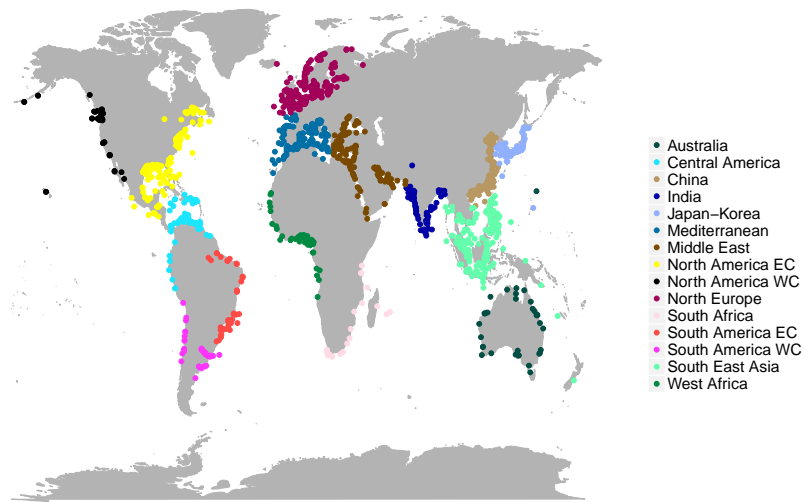 Australia
Central America
China
India
Japan−Korea
Mediterranean
Middle East
North America EC
North America WC
North Europe
South Africa
South America EC
South America WC
South East Asia
West Africa